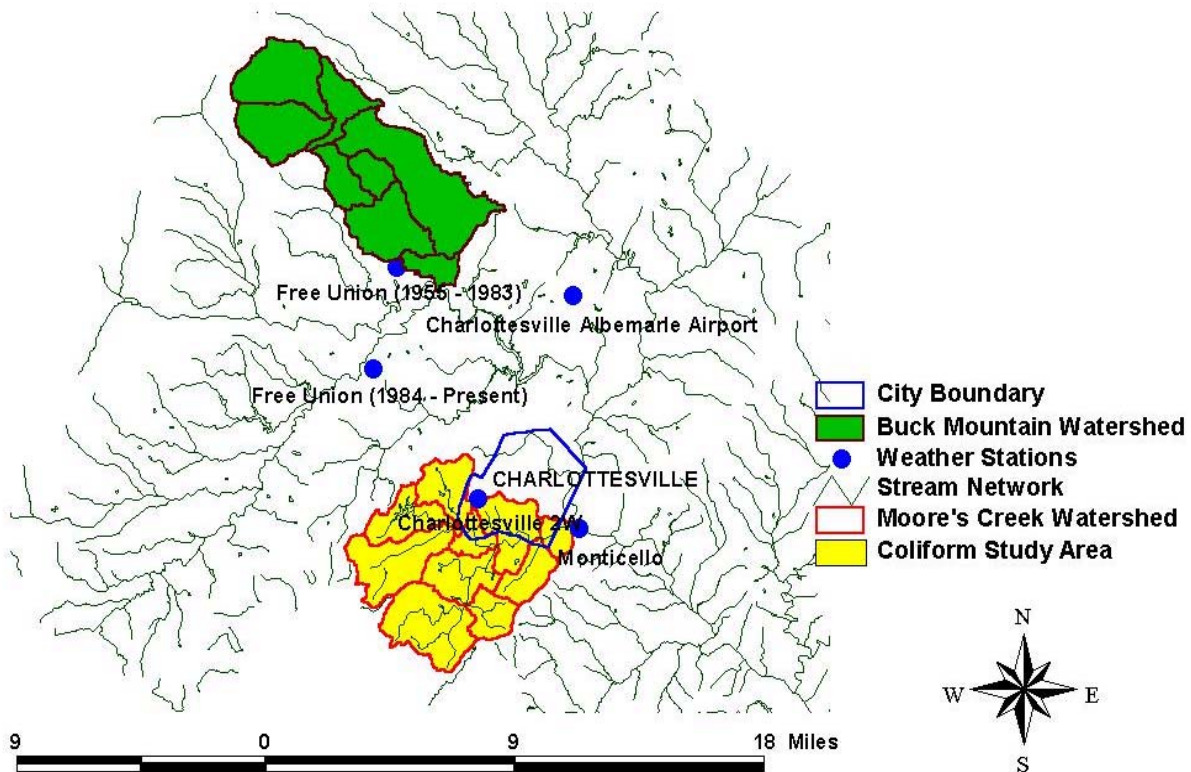 Free Union (1955 - 1983)
Charlottesville Albemarle Airport
Free Union (1984 - Present)
CHARLOTTESVILLE
Charlottesville 2W
Monticello
City Boundary
Buck Mountain Watershed
Weather Stations
Stream Network
Moore's Creek Watershed
Coliform Study Area
N
W E
S
9 0 9 18 Miles